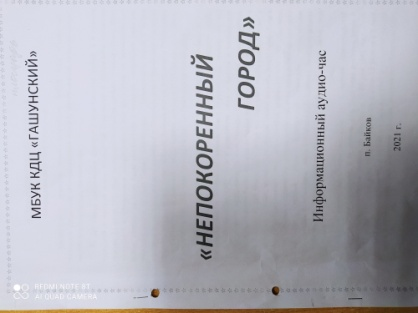 МБУК КДЦ «ГАШУНСКИЙ»
«НЕПОКОРЕННЫЙ
ГОРОД»
Информационный аудио-час
п. Байков
2021 г.
REDMI NOTE 8T
AI QUAD CAMERA